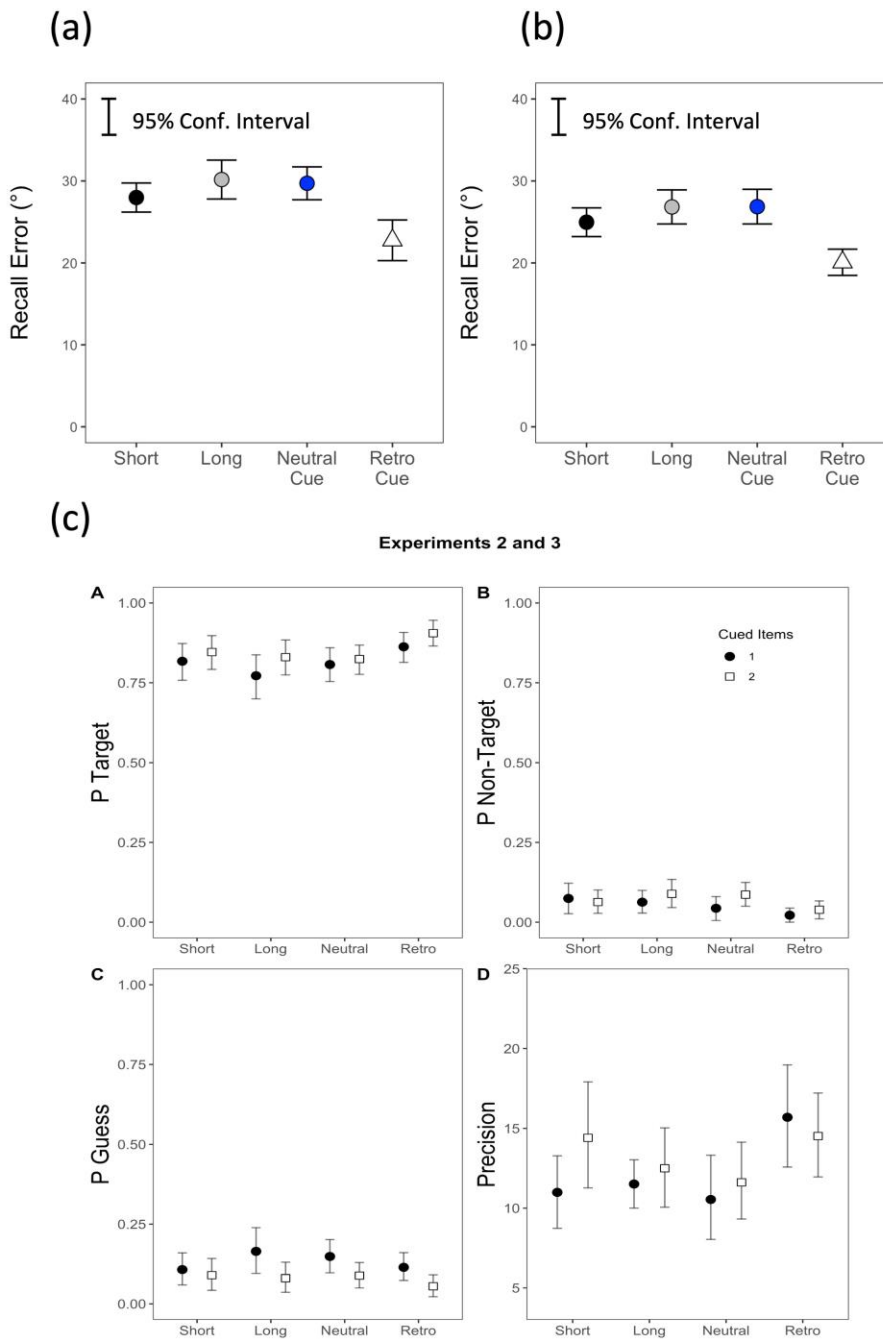 (a)
40
95% Conf. Interval
30
20
10
0
Recall Error (°)
Short
Long
Neutral
Cue
Retro
Cue
(b)
40
95% Conf. Interval
30
20
10
0
Recall Error (°)
Short
Long
Neutral
Cue
Retro
Cue
(c)
Experiments 2 and 3
A
1.00
0.75
0.50
0.25
0.00
P Target
Short
Long
Neutral
Retro
B
1.00
0.75
0.50
0.25
0.00
P Non-Target
Cued Items
1
2
Short
Long
Neutral
Retro
C
1.00
0.75
0.50
0.25
0.00
P Guess
Short
Long
Neutral
Retro
D
25
20
15
10
5
Precision
Short
Long
Neutral
Retro